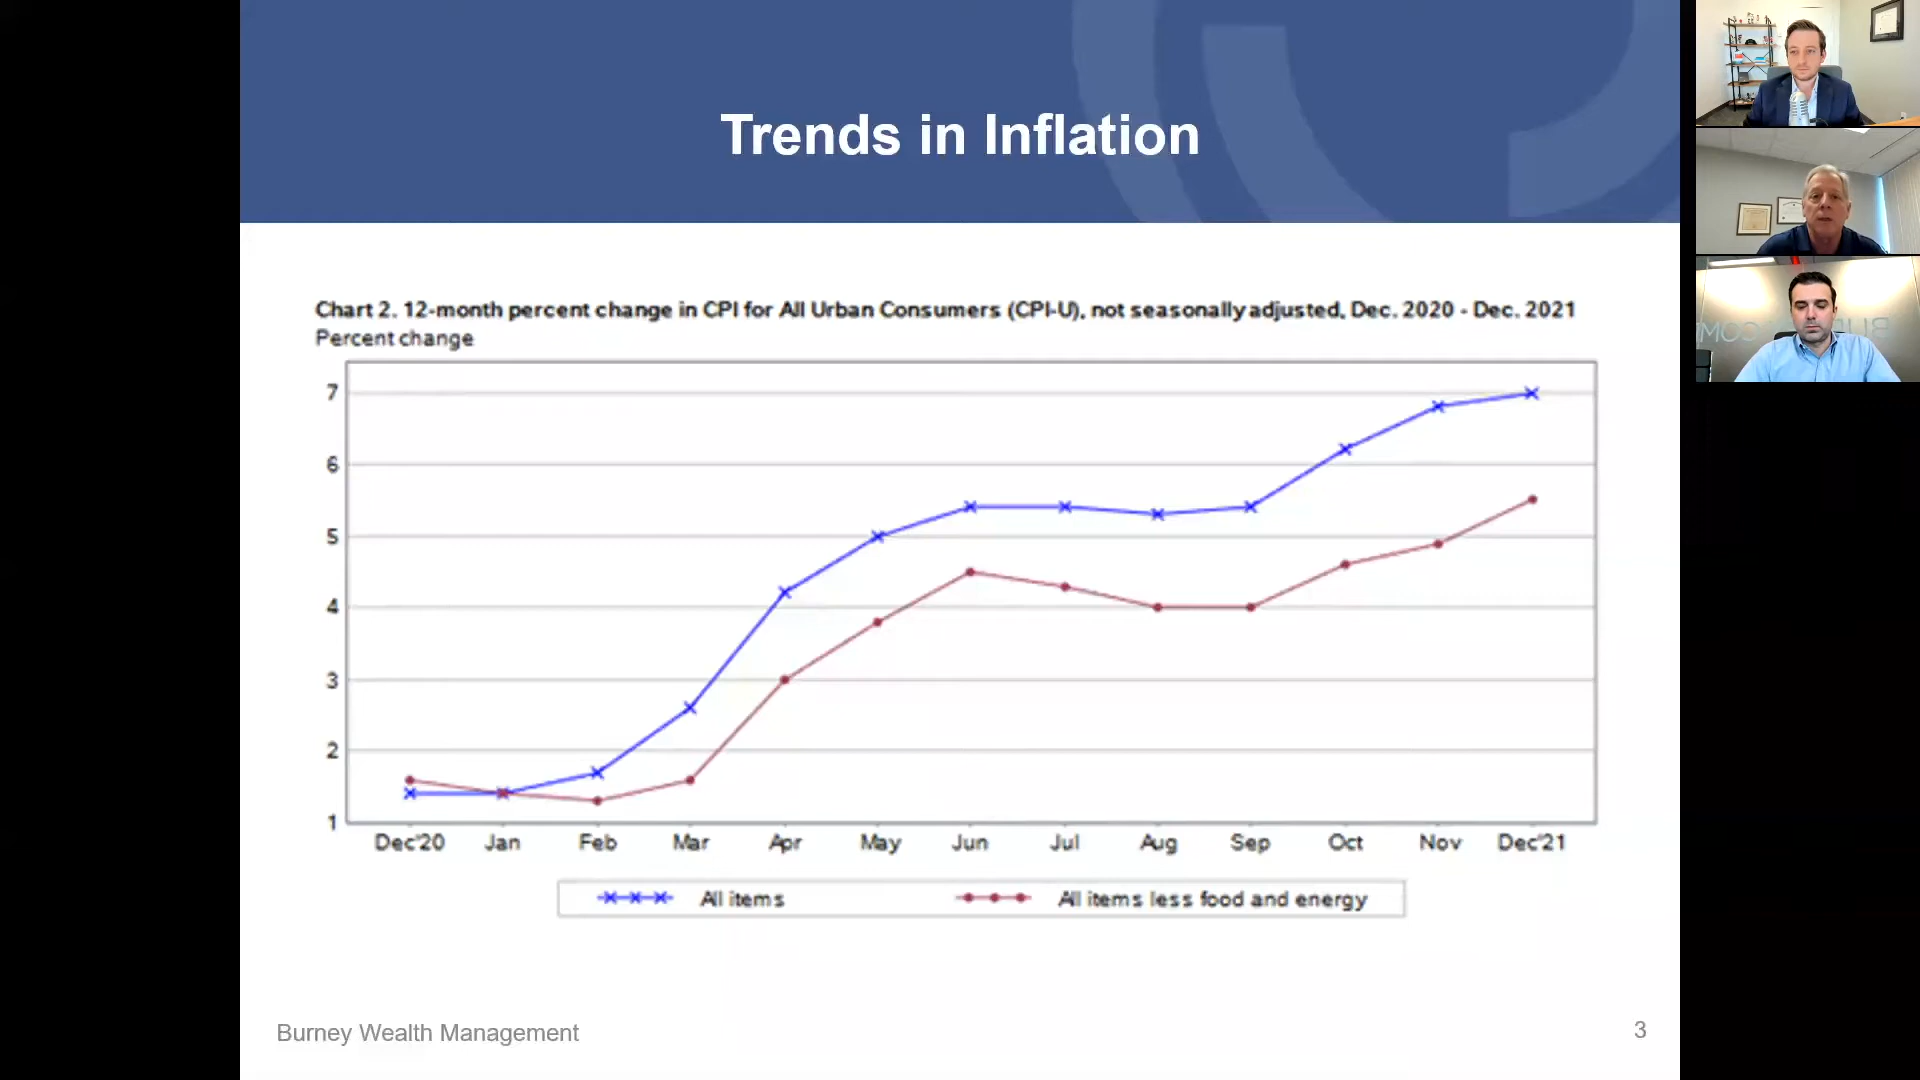 Trends in Inflation
Chart 2. 12-month percent change in CPI for All Urban Consumers (CPI-U), not seasonally adjusted, Dec. 2020 - Dec. 2021
Percent change
7
6
5
4
3
2
1
Dec'20 Jan Feb Mar Apr May Jun Jul Aug Sep Oct Nov Dec'21
All items All items less food and energy
Burney Wealth Management
3